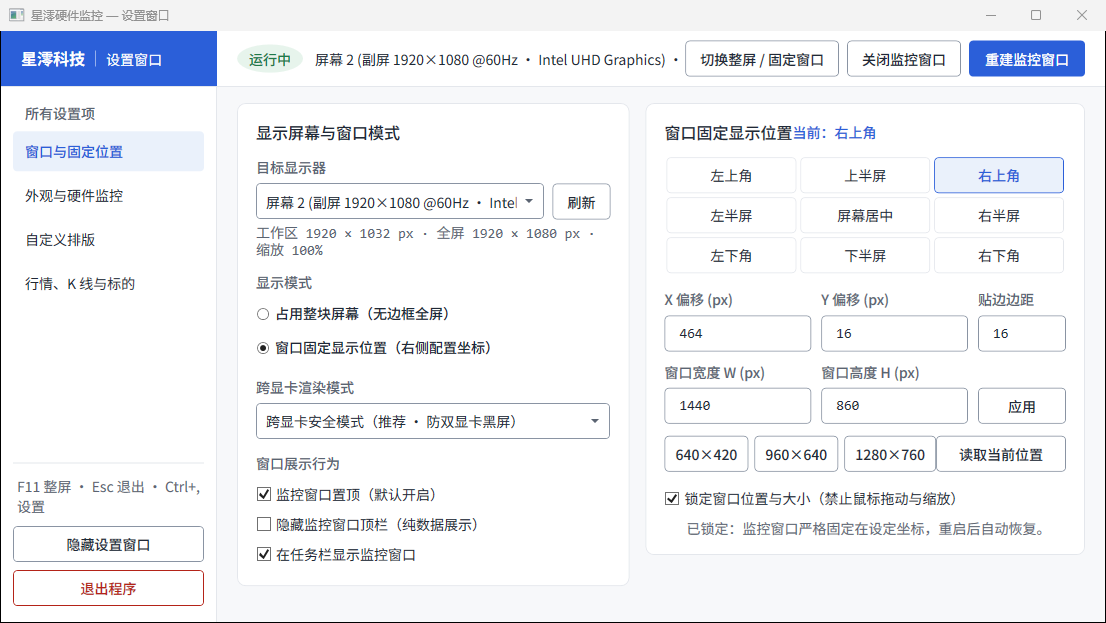 星澪硬件监控 — 设置窗口
星澪科技 设置窗口
运行中 屏幕 2 (副屏 1920×1080 @60Hz · Intel UHD Graphics) · 切换整屏 / 固定窗口 关闭监控窗口 重建监控窗口
所有设置项
窗口与固定位置
外观与硬件监控
自定义排版
行情、K 线与标的
F11 整屏 · Esc 退出 · Ctrl+,
设置
隐藏设置窗口
退出程序
显示屏幕与窗口模式
目标显示器
屏幕 2 (副屏 1920×1080 @60Hz · Intel 刷新
工作区 1920 × 1032 px · 全屏 1920 × 1080 px ·
缩放 100%
显示模式
占用整块屏幕（无边框全屏）
窗口固定显示位置（右侧配置坐标）
跨显卡渲染模式
跨显卡安全模式（推荐 · 防双显卡黑屏）
窗口展示行为
监控窗口置顶（默认开启）
隐藏监控窗口顶栏（纯数据展示）
在任务栏显示监控窗口
窗口固定显示位置当前：右上角
左上角 上半屏 右上角
左半屏 屏幕居中 右半屏
左下角 下半屏 右下角
X 偏移 (px) Y 偏移 (px) 贴边边距
464 16 16
窗口宽度 W (px) 窗口高度 H (px)
1440 860 应用
640×420 960×640 1280×760 读取当前位置
锁定窗口位置与大小（禁止鼠标拖动与缩放）
已锁定：监控窗口严格固定在设定坐标，重启后自动恢复。